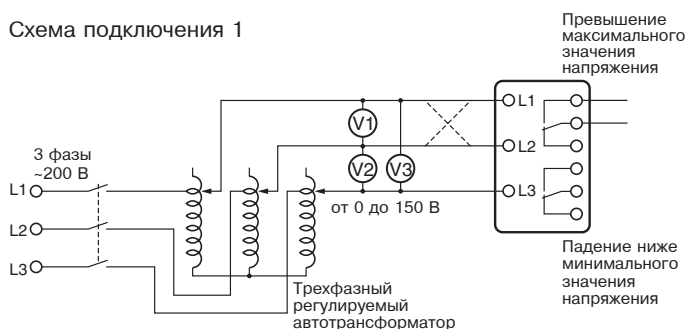 Схема подключения 1
Превышение
максимального
значения
напряжения
L1
V1
L2
3 фазы
~200 В
V2
V3
L1
L3
от 0 до 150 В
L2
L3
Трехфазный
регулируемый
автотрансформатор
Падение ниже
минимального
значения
напряжения